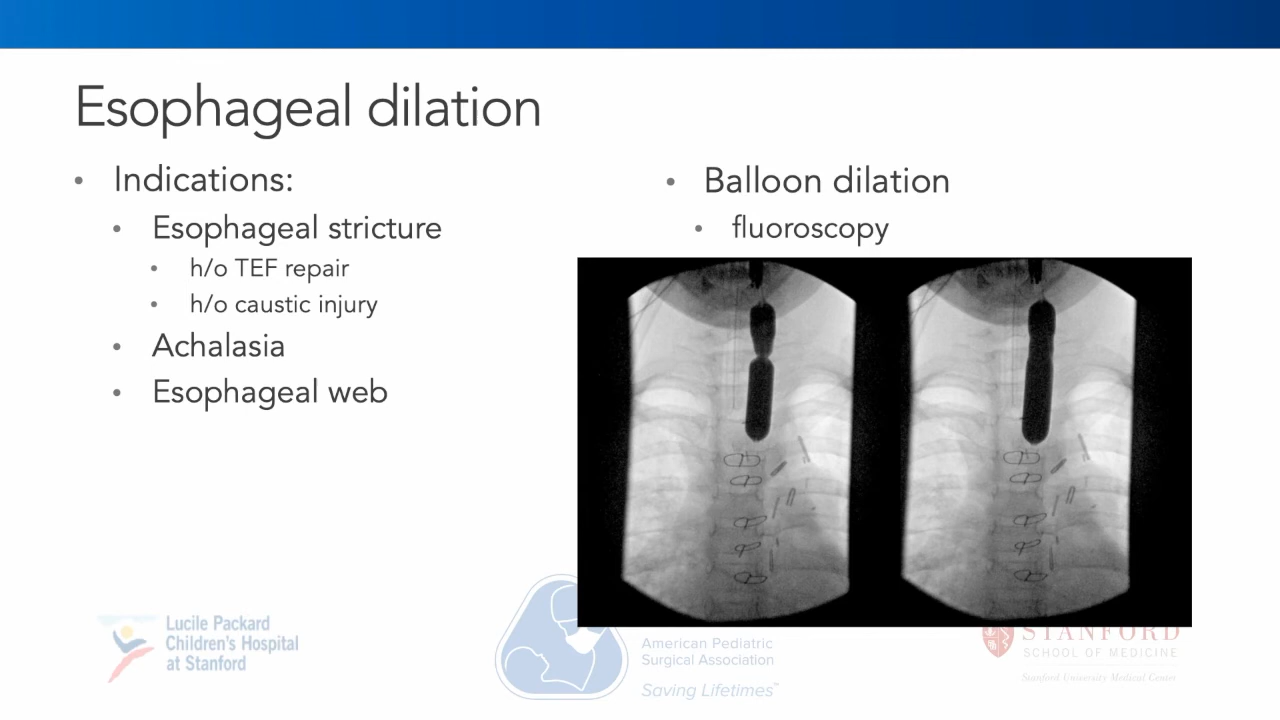 Esophageal dilation
• Indications:
• Esophageal stricture
• h/o TEF repair
• h/o caustic injury
• Achalasia
• Esophageal web
• Balloon dilation
• fluoroscopy
Lucile Packard
Children's Hospital
at Stanford
American Pediatric
Surgical Association
Saving Lifetimes™
STANFORD
SCHOOL OF MEDICINE
Stanford University Medical Center